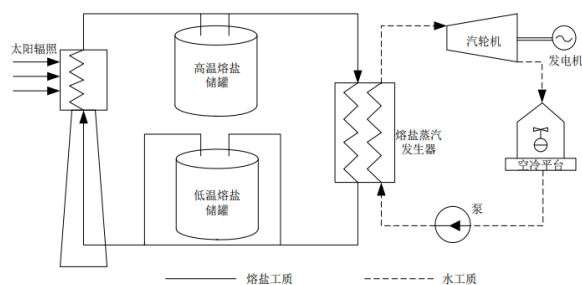 太阳辐照
高温熔盐
储罐
低温熔盐
储罐
熔盐蒸汽
发生器
汽轮机
发电机
空冷平台
泵
熔盐工质
水工质